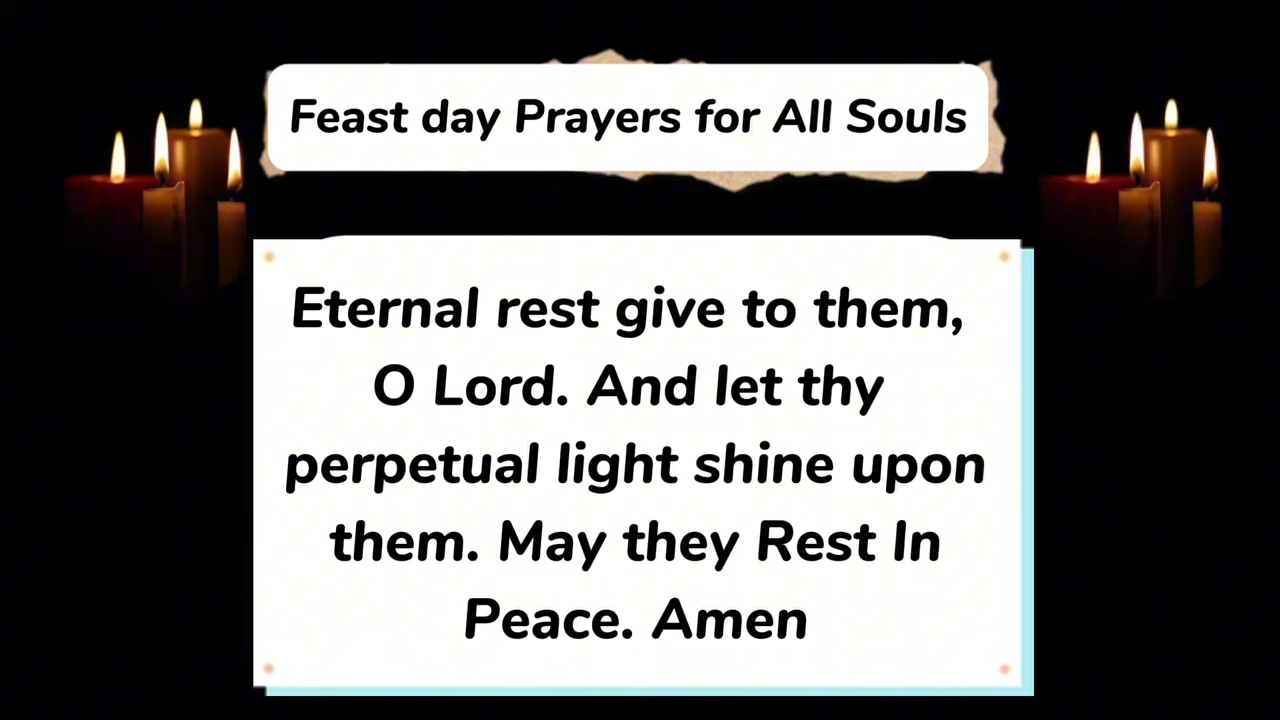 Feast day Prayers for All Souls
Eternal rest give to them,
O Lord. And let thy
perpetual light shine upon
them. May they Rest In
Peace. Amen